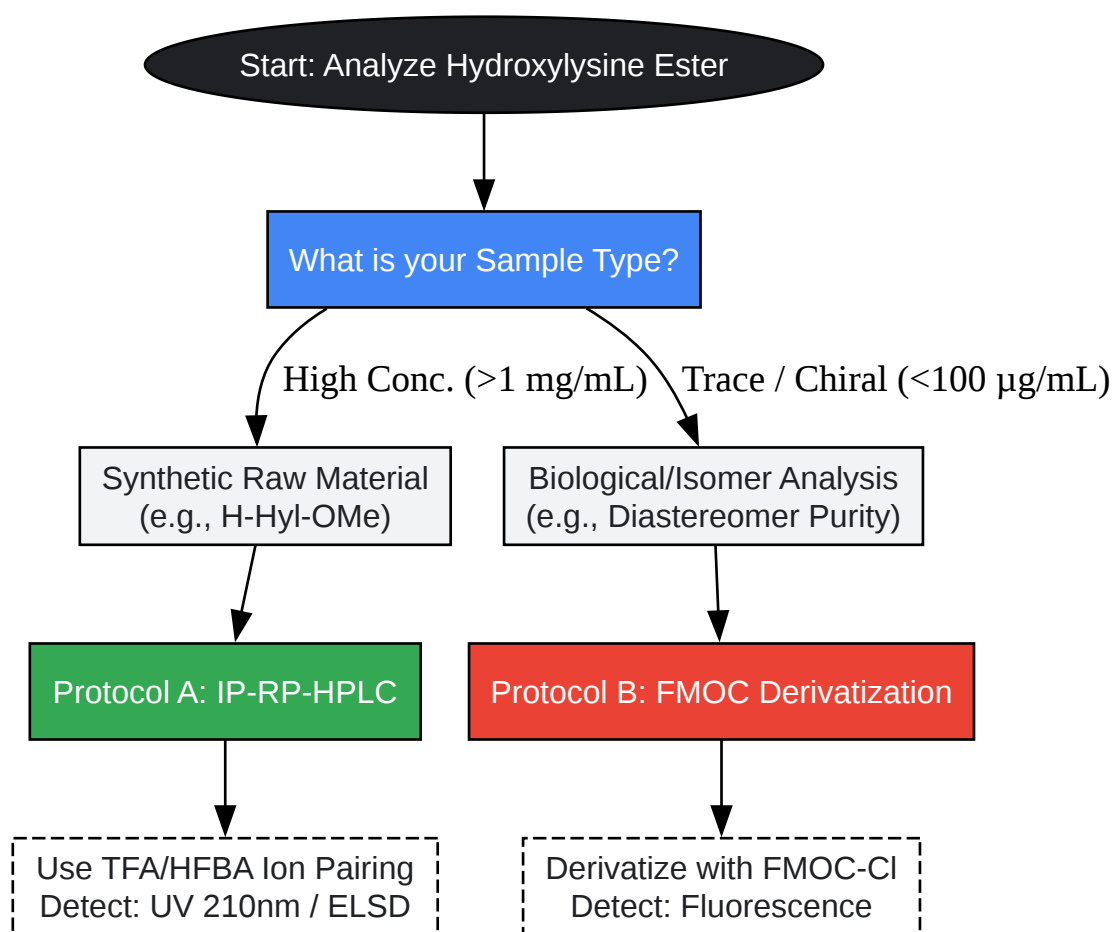 Start: Analyze Hydroxylysine Ester
What is your Sample Type?
High Conc. (>1 mg/mL)
Trace / Chiral (<100 µg/mL)
Synthetic Raw Material
(e.g., H-Hyl-OMe)
Biological/Isomer Analysis
(e.g., Diastereomer Purity)
Protocol A: IP-RP-HPLC
Protocol B: FMOC Derivatization
Use TFA/HFBA Ion Pairing
Detect: UV 210nm / ELSD
Derivatize with FMOC-Cl
Detect: Fluorescence